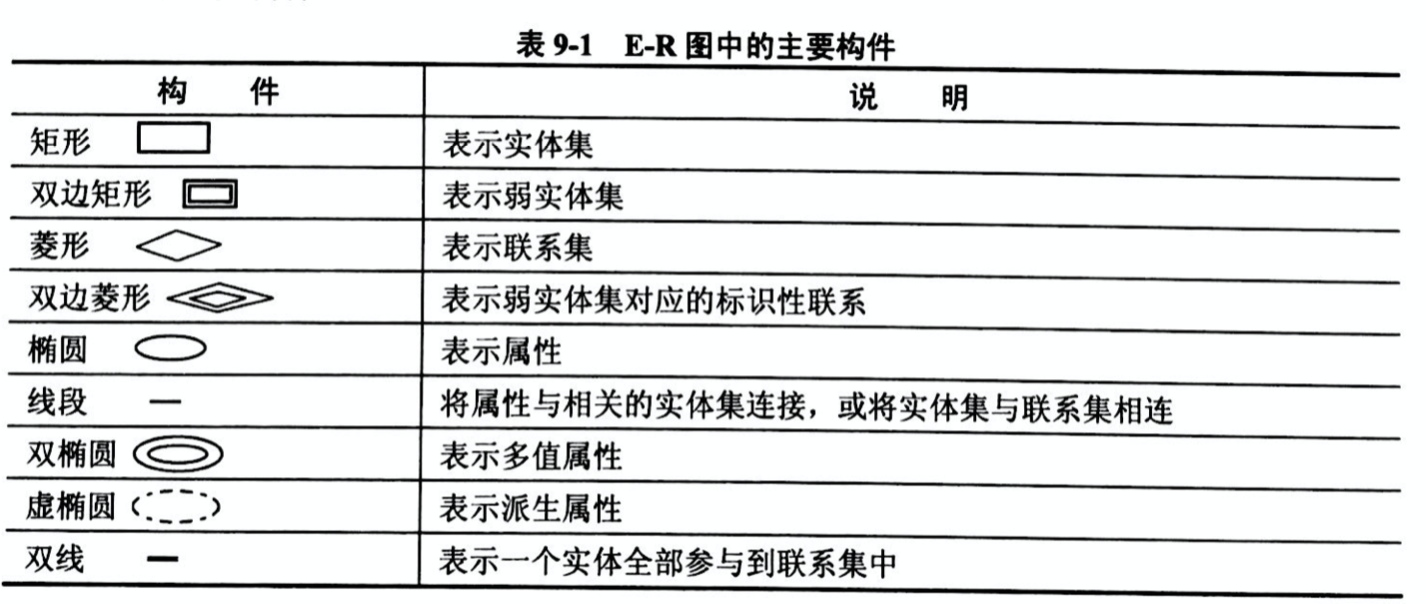 表 9-1 E-R 图中的主要构件
构 件 说 明
矩形 表示实体集
双边矩形 表示弱实体集
菱形 表示联系集
双边菱形 表示弱实体集对应的标识性联系
椭圆 表示属性
线段 将属性与相关的实体集连接，或将实体集与联系集相连
双椭圆 表示多值属性
虚椭圆 表示派生属性
双线 表示一个实体全部参与到联系集中